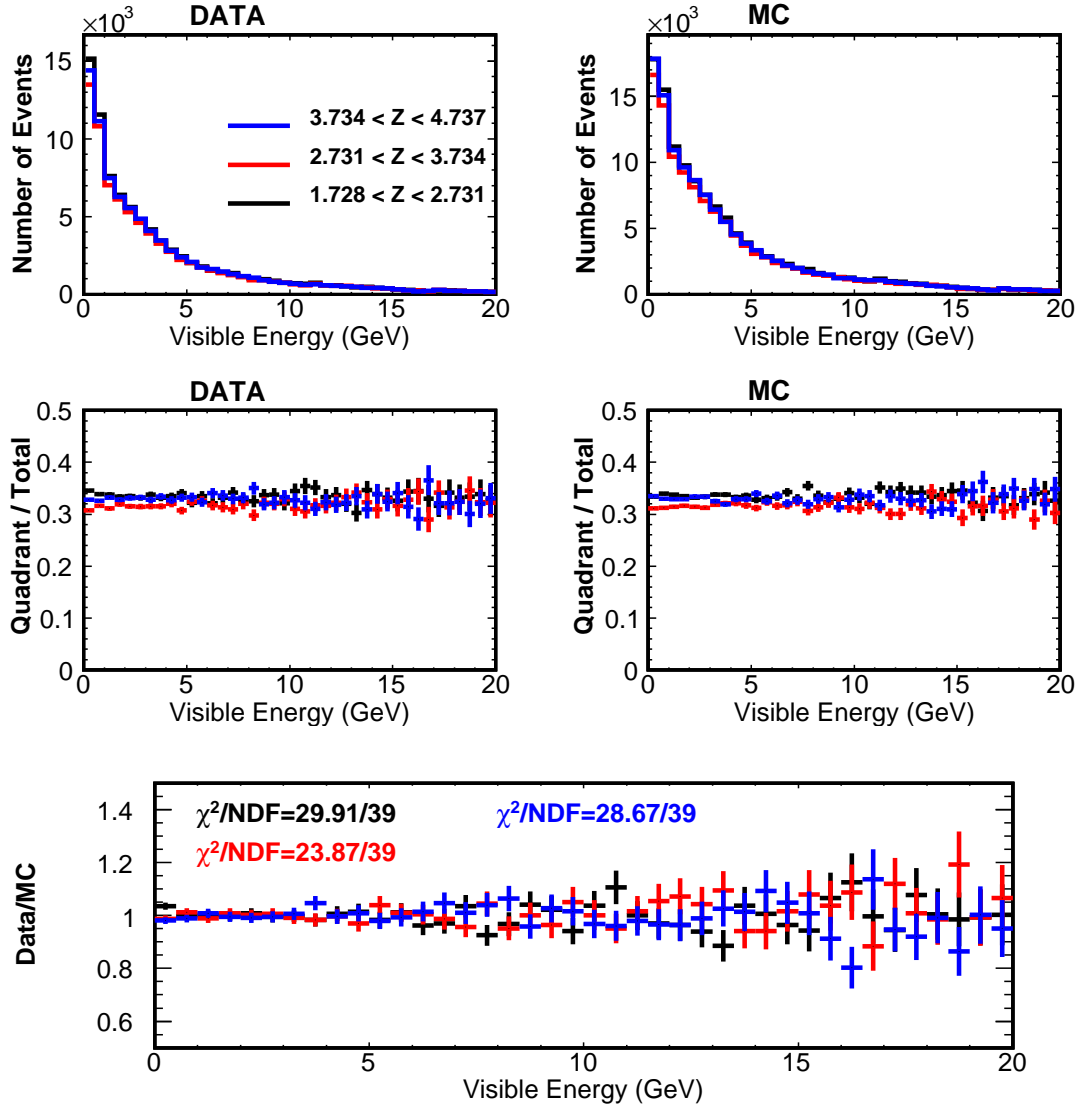 DATA
×10³
Number of Events
15
10
5
0
0 5 10 15 20
Visible Energy (GeV)
3.734 < Z < 4.737
2.731 < Z < 3.734
1.728 < Z < 2.731
MC
×10³
Number of Events
15
10
5
0
0 5 10 15 20
Visible Energy (GeV)
DATA
Quadrant / Total
0.5
0.4
0.3
0.2
0.1
0
0 5 10 15 20
Visible Energy (GeV)
MC
Quadrant / Total
0.5
0.4
0.3
0.2
0.1
0
0 5 10 15 20
Visible Energy (GeV)
Data/MC
1.4
1.2
1
0.8
0.6
χ²/NDF=29.91/39
χ²/NDF=28.67/39
χ²/NDF=23.87/39
0 5 10 15 20
Visible Energy (GeV)